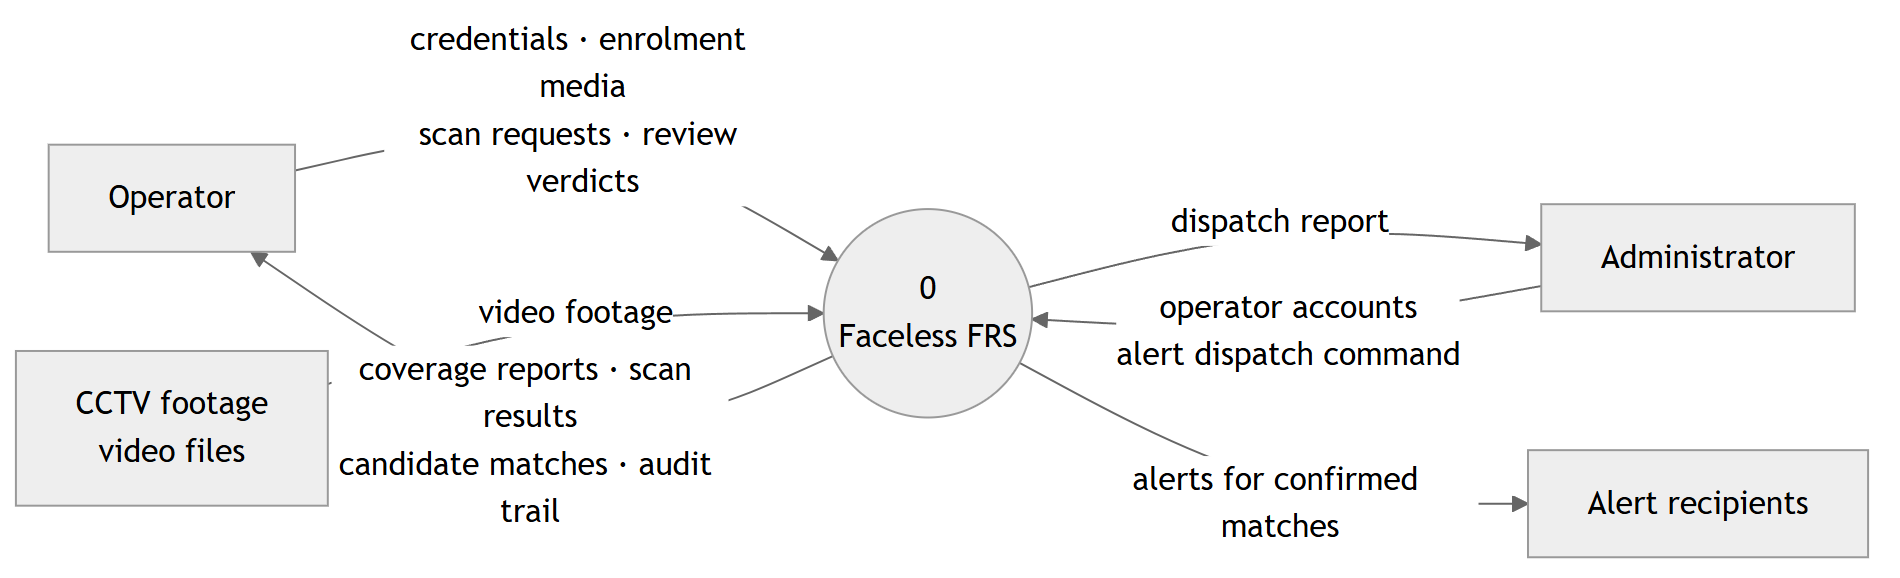 credentials · enrolment
media
scan requests · review
verdicts
Operator
video footage
CCTV footage
video files
coverage reports · scan
results
candidate matches · audit
trail
0
Faceless FRS
dispatch report
Administrator
operator accounts
alert dispatch command
alerts for confirmed
matches
Alert recipients